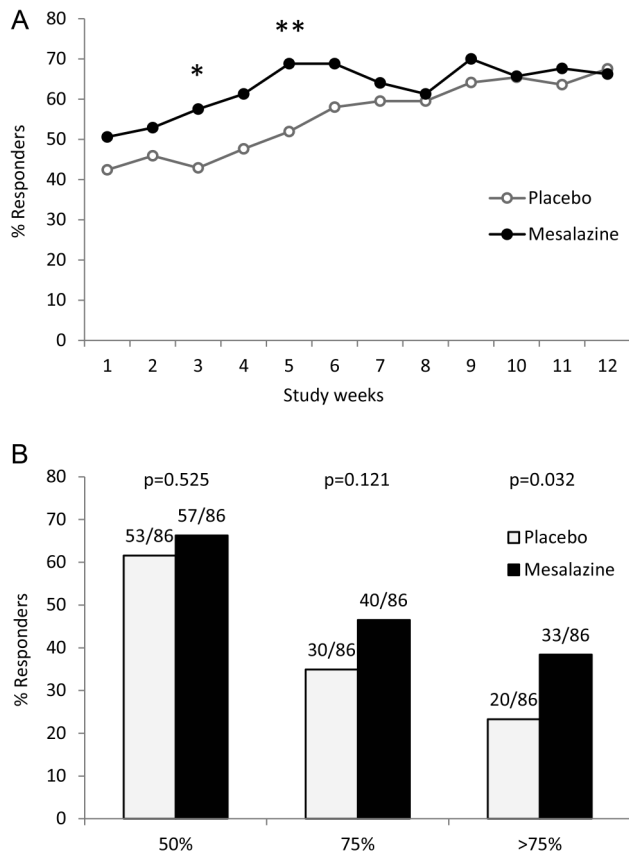 A
80
70
60
50
40
30
20
10
0
% Responders
*
**
Placebo
Mesalazine
1 2 3 4 5 6 7 8 9 10 11 12
Study weeks
B
80
70
60
50
40
30
20
10
0
% Responders
p=0.525 p=0.121 p=0.032
53/86 57/86
30/86 40/86
20/86 33/86
Placebo
Mesalazine
50% 75% >75%